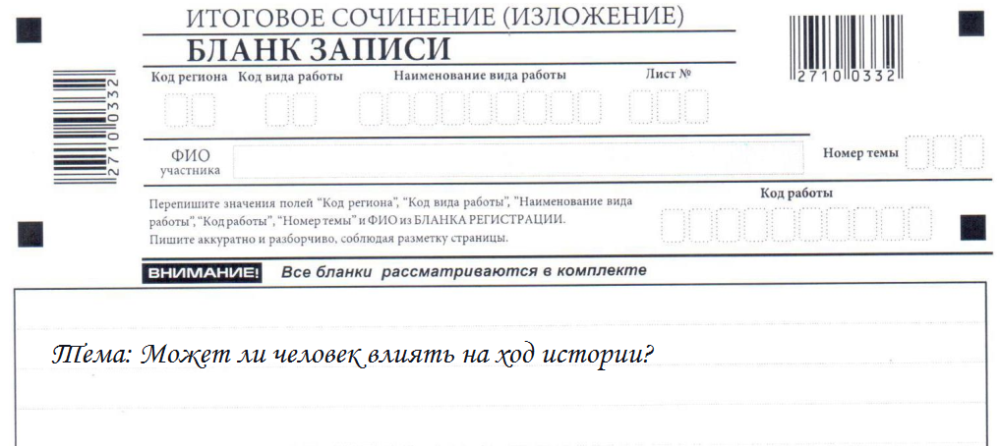 ИТОГОВОЕ СОЧИНЕНИЕ (ИЗЛОЖЕНИЕ)
БЛАНК ЗАПИСИ
Код региона Код вида работы Наименование вида работы Лист №
2710 0332
2710 0332
ФИО
участника
Номер темы
Код работы
Перепишите значения полей “Код региона”, “Код вида работы”, "Наименование вида
работы”, “Код работы”, “Номер темы” и ФИО из БЛАНКА РЕГИСТРАЦИИ.
Пишите аккуратно и разборчиво, соблюдая разметку страницы.
ВНИМАНИЕ! Все бланки рассматриваются в комплекте
Тема: Может ли человек влиять на ход истории?